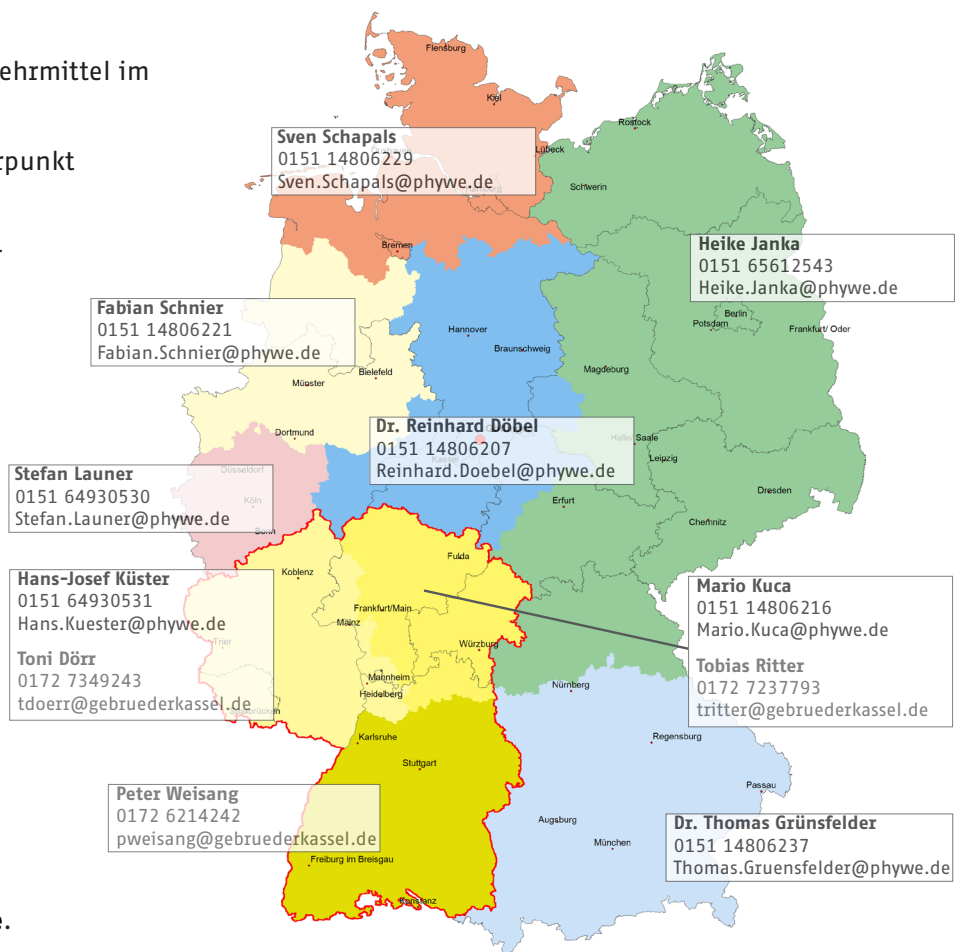 ehrmittel im
rpunkt
Flensburg
Kiel
Rostock
Lübeck
Schwerin
Sven Schapals
0151 14806229
Sven.Schapals@phywe.de
Hamburg
Bremen
Heike Janka
0151 65612543
Heike.Janka@phywe.de
Berlin
Potsdam
Frankfurt/ Oder
Fabian Schnier
0151 14806221
Fabian.Schnier@phywe.de
Hannover
Braunschweig
Magdeburg
Bielefeld
Münster
Dortmund
Dr. Reinhard Döbel
0151 14806207
Reinhard.Doebel@phywe.de
Kassel
Halle/ Saale
Leipzig
Dresden
Chemnitz
Erfurt
Düsseldorf
Köln
Bonn
Stefan Launer
0151 64930530
Stefan.Launer@phywe.de
Fulda
Koblenz
Frankfurt/Main
Mainz
Würzburg
Mannheim
Heidelberg
Hans-Josef Küster
0151 64930531
Hans.Kuester@phywe.de
Trier
Toni Dörr
0172 7349243
tdoerr@gebruederkassel.de
Saarbrücken
Mario Kuca
0151 14806216
Mario.Kuca@phywe.de
Tobias Ritter
0172 7237793
tritter@gebruederkassel.de
Nürnberg
Regensburg
Passau
Karlsruhe
Stuttgart
Peter Weisang
0172 6214242
pweisang@gebruederkassel.de
Augsburg
München
Dr. Thomas Grünsfelder
0151 14806237
Thomas.Gruensfelder@phywe.de
Freiburg im Breisgau
Konstanz
e.